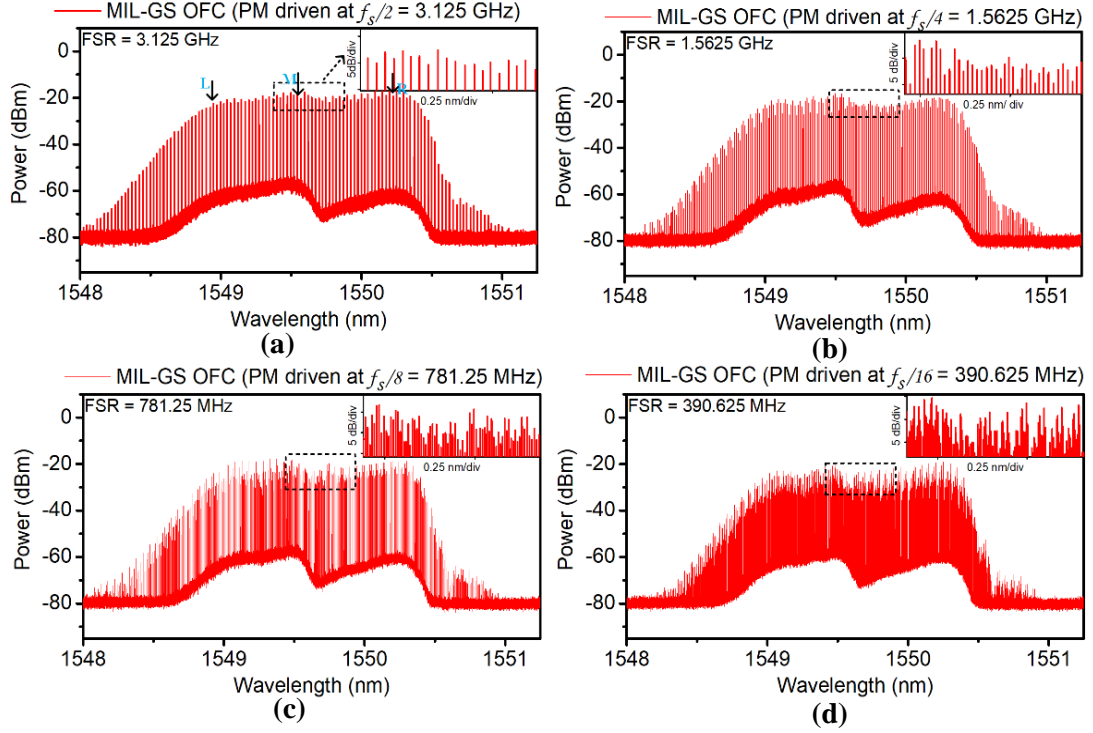 MIL-GS OFC (PM driven at fs/2 = 3.125 GHz)
FSR = 3.125 GHz
5dB/div
0.25 nm/ div
L
M
R
Power (dBm)
0
-20
-40
-60
-80
1548
1549
1550
1551
Wavelength (nm)
(a)
MIL-GS OFC (PM driven at fs/4 = 1.5625 GHz)
FSR = 1.5625 GHz
5 dB/div
0.25 nm/ div
Power (dBm)
0
-20
-40
-60
-80
1548
1549
1550
1551
Wavelength (nm)
(b)
MIL-GS OFC (PM driven at fs/8 = 781.25 MHz)
FSR = 781.25 MHz
5 dB/div
0.25 nm/div
Power (dBm)
0
-20
-40
-60
-80
1548
1549
1550
1551
Wavelength (nm)
(c)
MIL-GS OFC (PM driven at fs/16 = 390.625 MHz)
FSR = 390.625 MHz
5 dB/div
0.25 nm/div
Power (dBm)
0
-20
-40
-60
-80
1548
1549
1550
1551
Wavelength (nm)
(d)